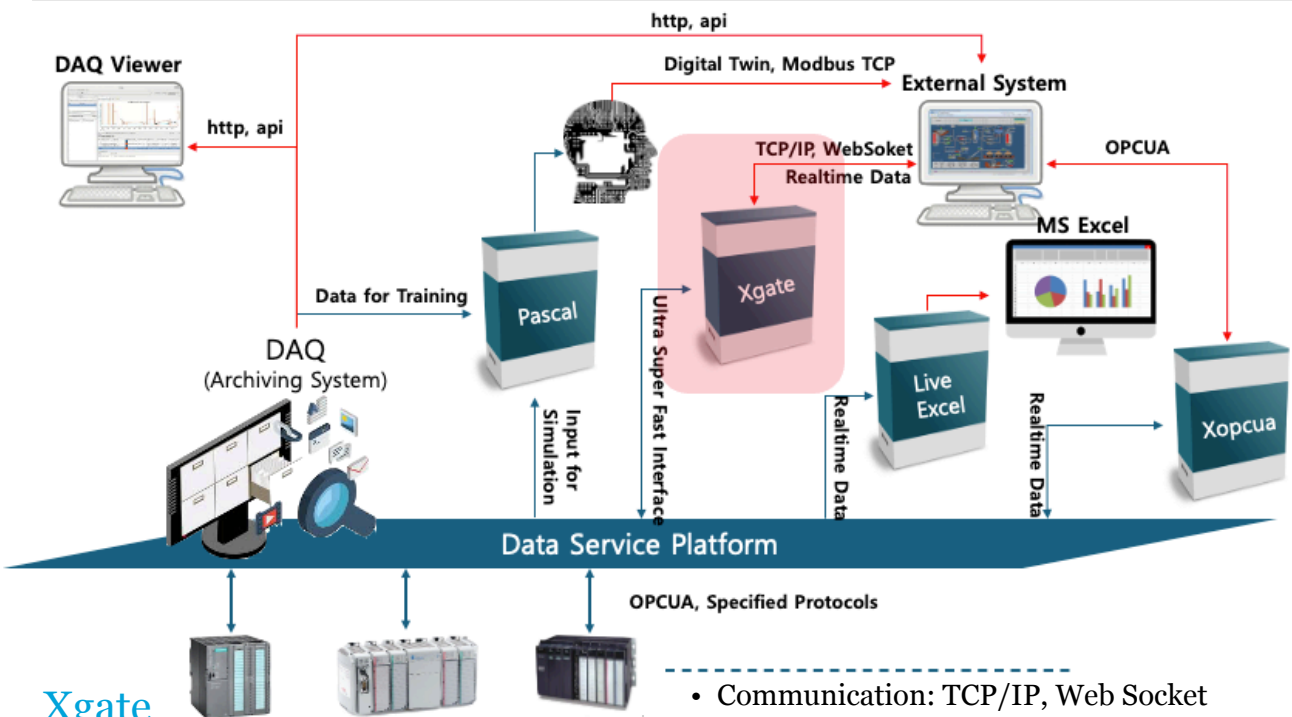 http, api
DAQ Viewer
Digital Twin, Modbus TCP
External System
http, api
TCP/IP, WebSoket
Realtime Data
OPCUA
MS Excel
Xgate
Data for Training
Pascal
Ultra Super Fast Interface
DAQ
(Archiving System)
Live
Excel
Xopcua
Input for
Simulation
Realtime Data
Realtime Data
Data Service Platform
OPCUA, Specified Protocols
Xgate
• Communication: TCP/IP, Web Socket